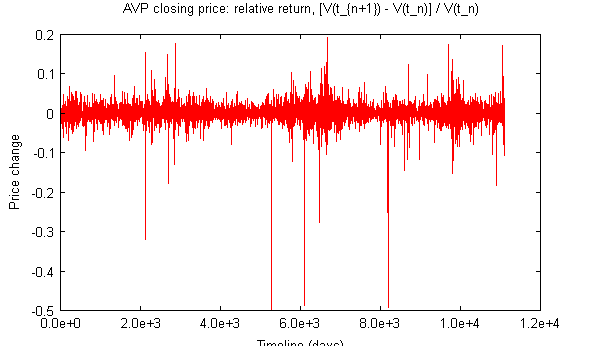 AVP closing price: relative return, [V(t_{n+1}) - V(t_n)] / V(t_n)
0.2
0.1
0
-0.1
-0.2
-0.3
-0.4
-0.5
Price change
0.0e+0 2.0e+3 4.0e+3 6.0e+3 8.0e+3 1.0e+4 1.2e+4
Timeline (days)